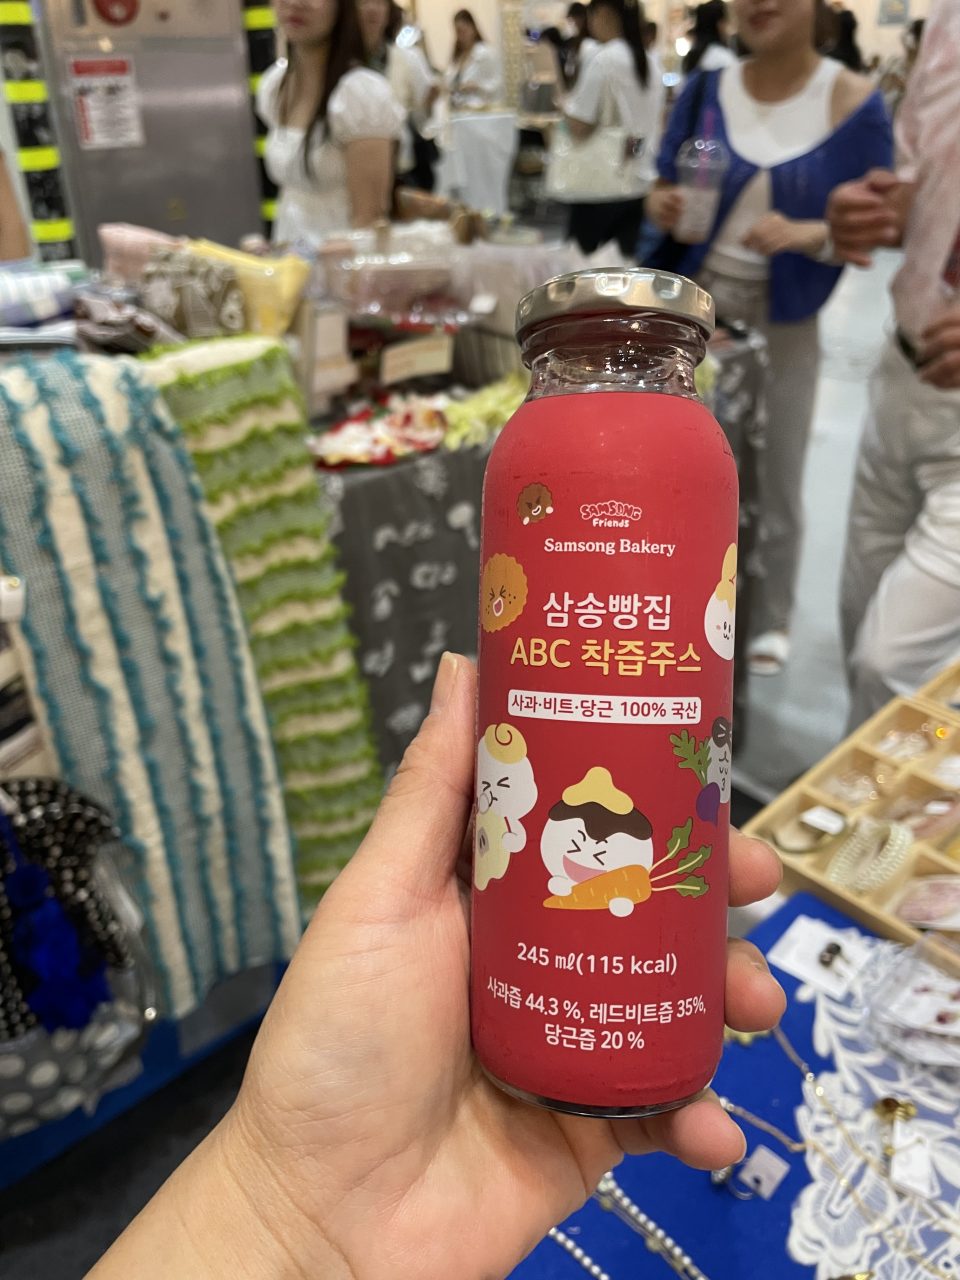 SAMSONG
Friends
Samsong Bakery
삼송빵집
ABC 착즙주스
사과·비트·당근 100% 국산
245 ㎖(115 kcal)
사과즙 44.3 %, 레드비트즙 35%,
당근즙 20 %